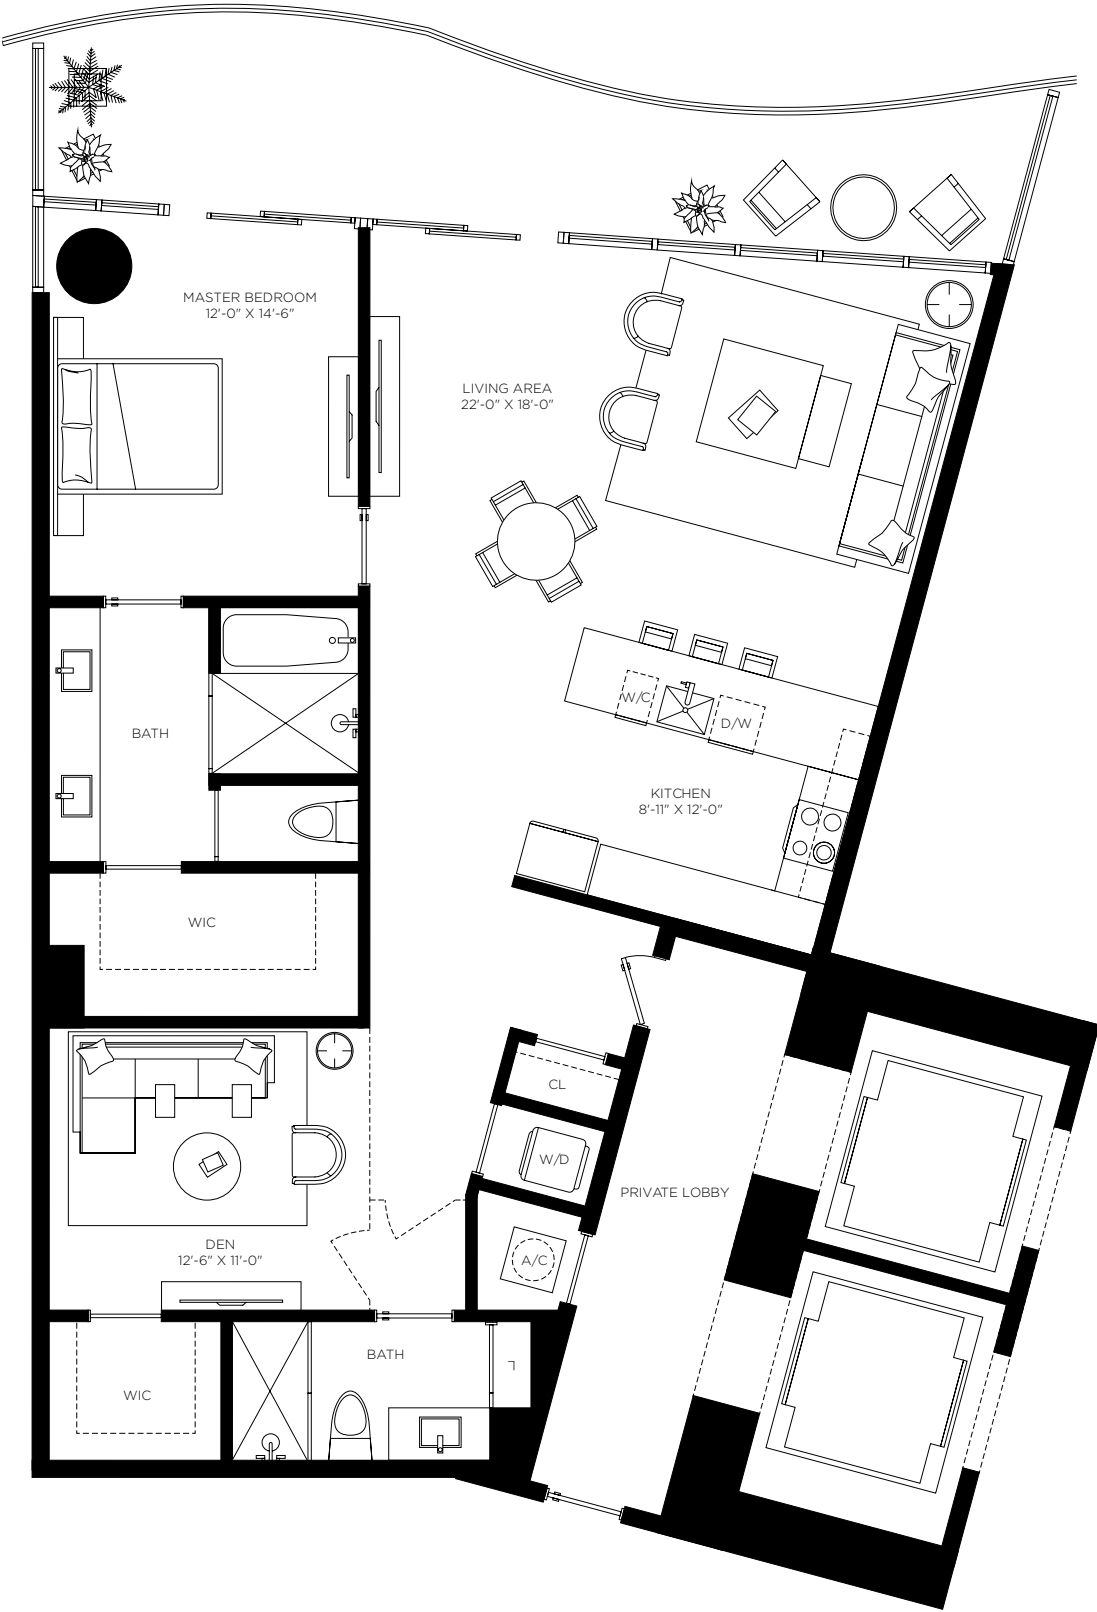 MASTER BEDROOM
12'-0" X 14'-6"
LIVING AREA
22'-0" X 18'-0"
W/C
D/W
BATH
KITCHEN
8'-11" X 12'-0"
WIC
CL
W/D
PRIVATE LOBBY
DEN
12'-6" X 11'-0"
A/C
BATH
L
WIC